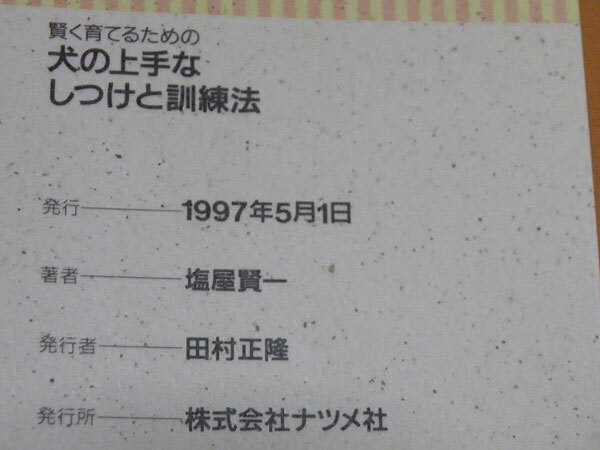 賢く育てるための
犬の上手な
しつけと訓練法
発行――――1997年5月1日
著者――――塩屋賢一
発行者―――田村正隆
発行所―――株式会社ナツメ社